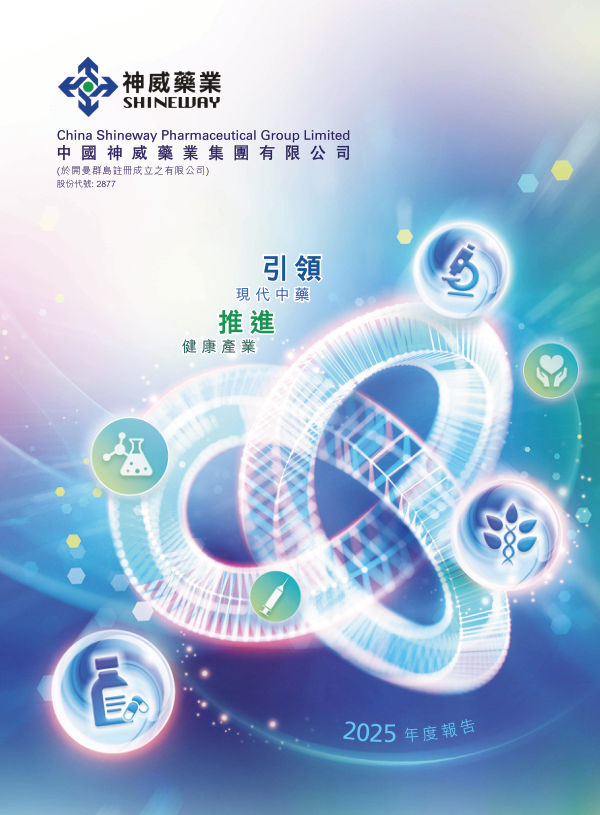 神威藥業
SHINEWAY
China Shineway Pharmaceutical Group Limited
中國神威藥業集團有限公司
(於開曼群島註冊成立之有限公司)
股份代號: 2877
引領
現代中藥
推進
健康產業
2025 年度報告